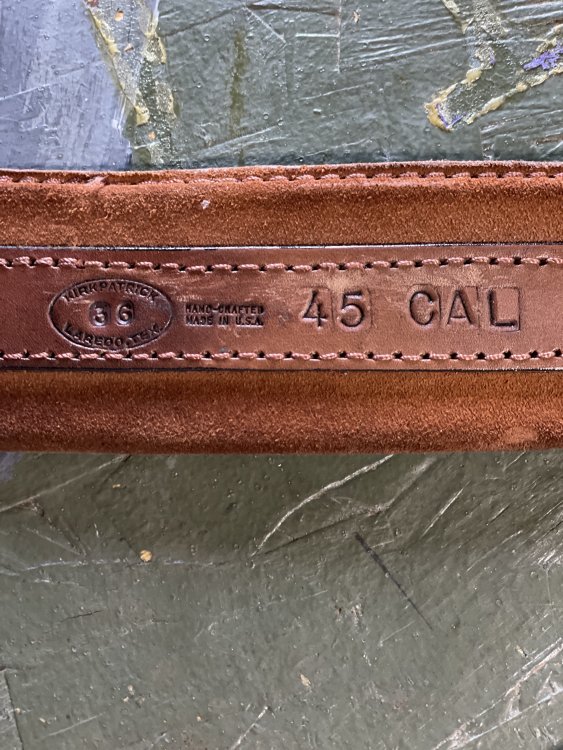 KIRKPATRICK
36
LAREDO, TEX.
HAND-CRAFTED
MADE IN U.S.A.
45 CAL